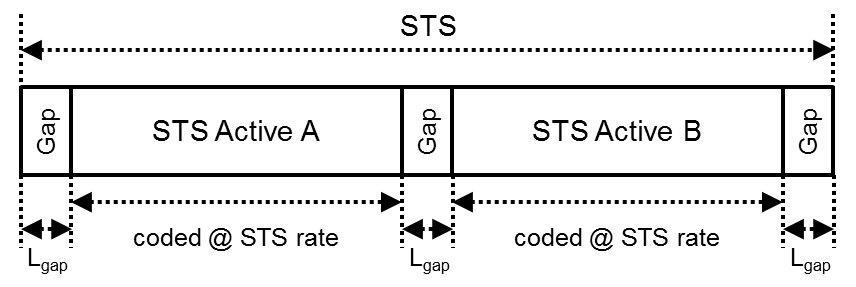 STS
Gap
STS Active A
Gap
STS Active B
Gap
coded @ STS rate
coded @ STS rate
Lgap
Lgap
Lgap